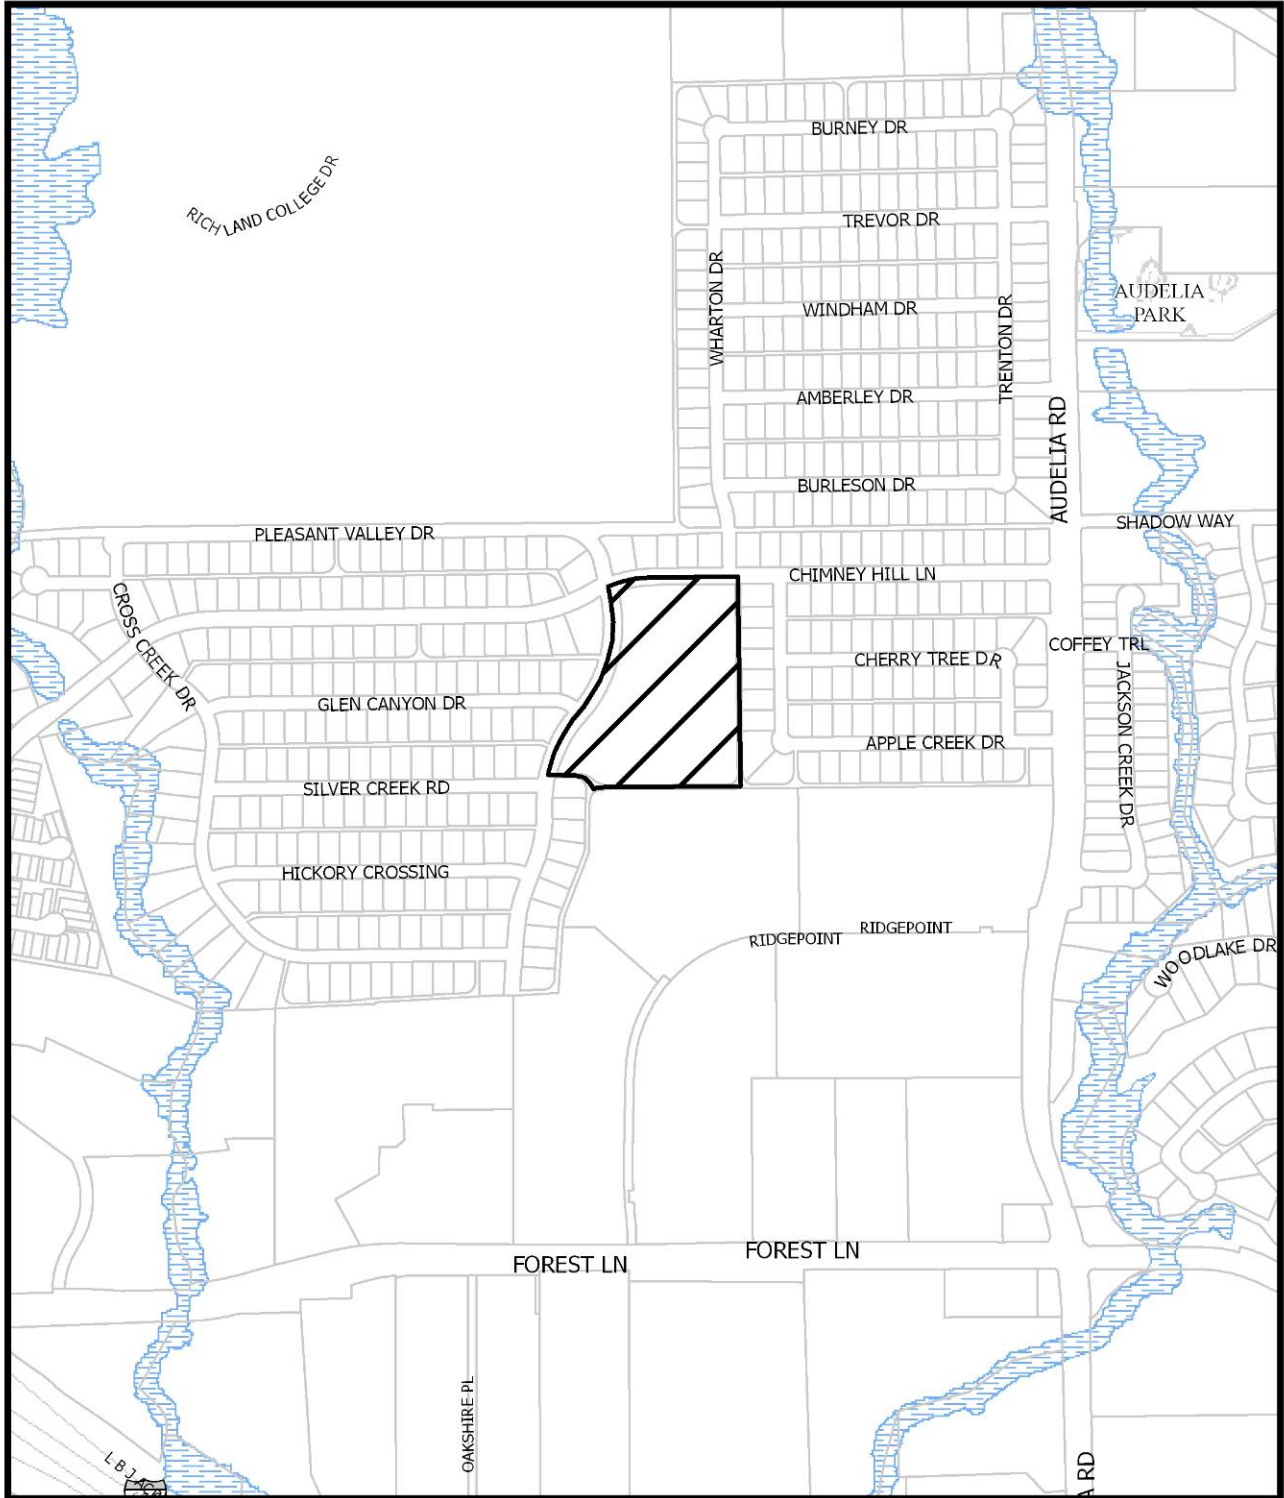 BURNEY DR
RICHLAND COLLEGE DR
TREVOR DR
WHARTON DR
TRENTON DR
AUDELIA
PARK
WINDHAM DR
AMBERLEY DR
AUDELIA RD
BURLESON DR
SHADOW WAY
PLEASANT VALLEY DR
CHIMNEY HILL LN
CROSS CREEK DR
COFFEY TRL
CHERRY TREE DR
JACKSON CREEK DR
GLEN CANYON DR
APPLE CREEK DR
SILVER CREEK RD
HICKORY CROSSING
RIDGEPOINT
RIDGEPOINT
WOODLAKE DR
FOREST LN
FOREST LN
OAKSHIRE PL
L B J
A RD